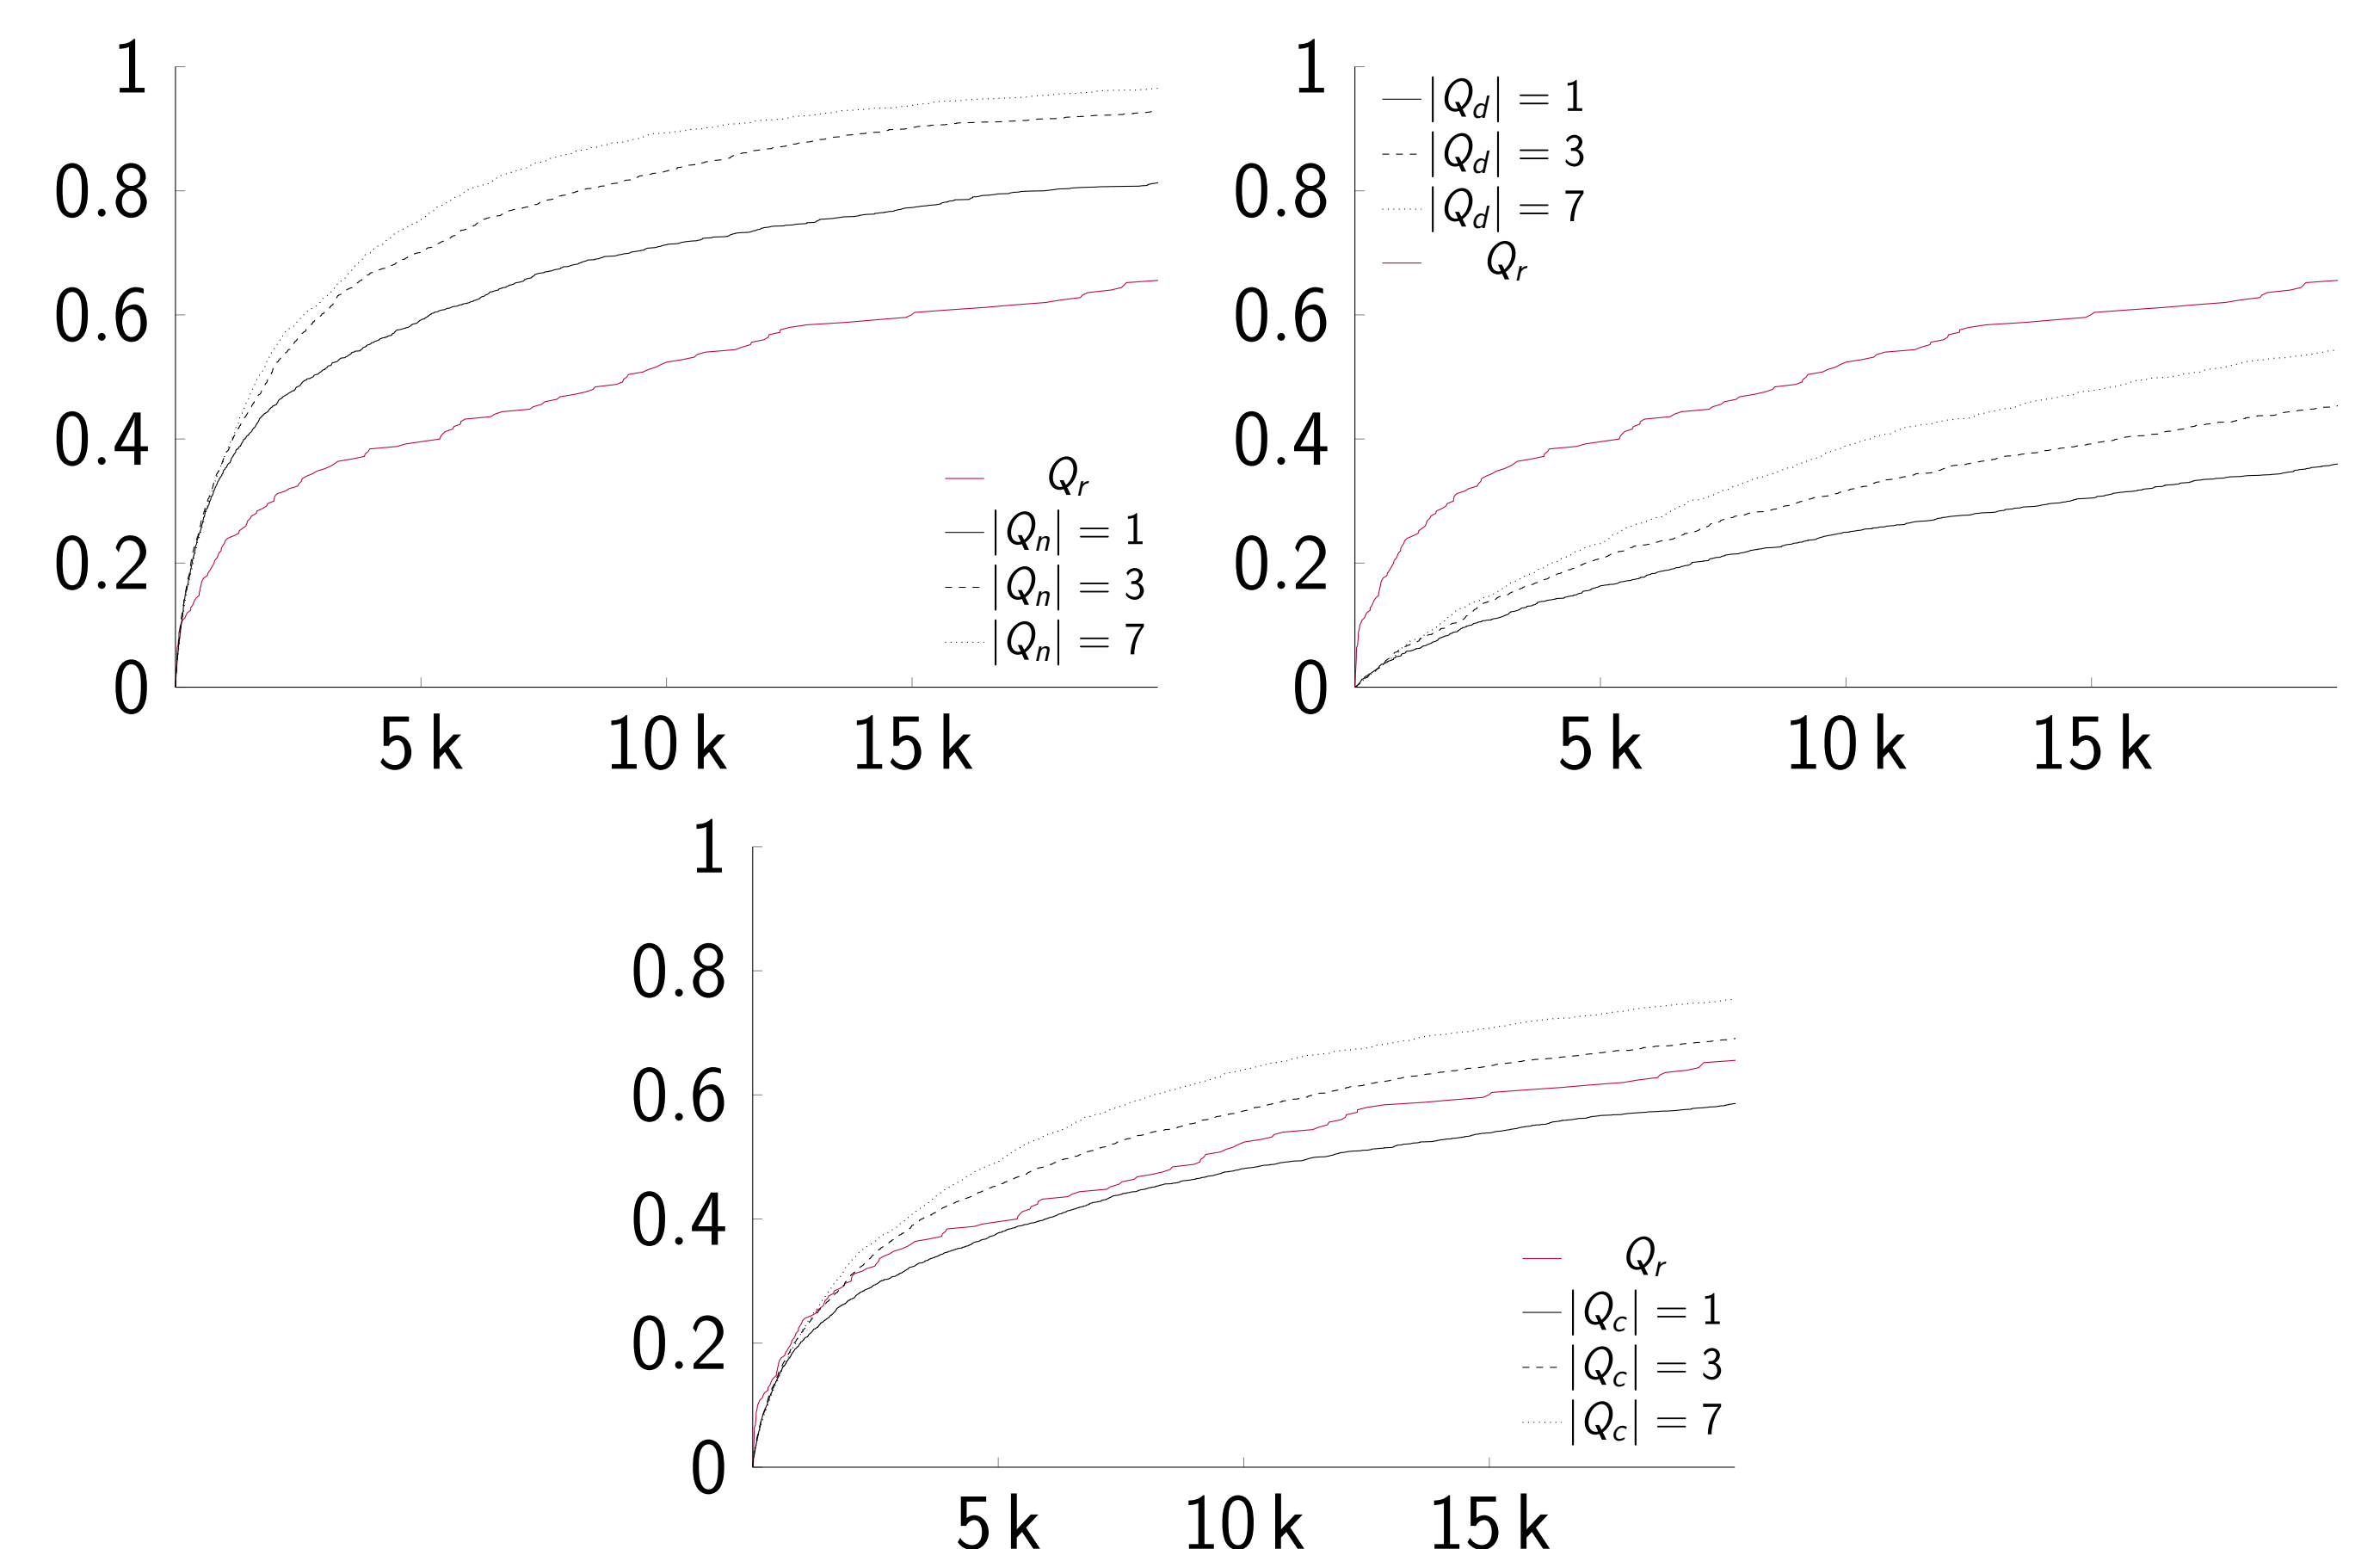 1
0.8
0.6
0.4
0.2
0
5 k 10 k 15 k
Q_r
|Q_n| = 1
|Q_n| = 3
|Q_n| = 7
1
0.8
0.6
0.4
0.2
0
5 k 10 k 15 k
|Q_d| = 1
|Q_d| = 3
|Q_d| = 7
Q_r
1
0.8
0.6
0.4
0.2
0
5 k 10 k 15 k
Q_r
|Q_c| = 1
|Q_c| = 3
|Q_c| = 7